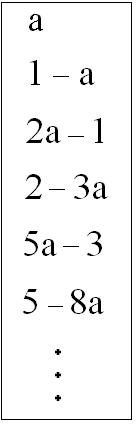 a
1 – a
2a – 1
2 – 3a
5a – 3
5 – 8a
⋮